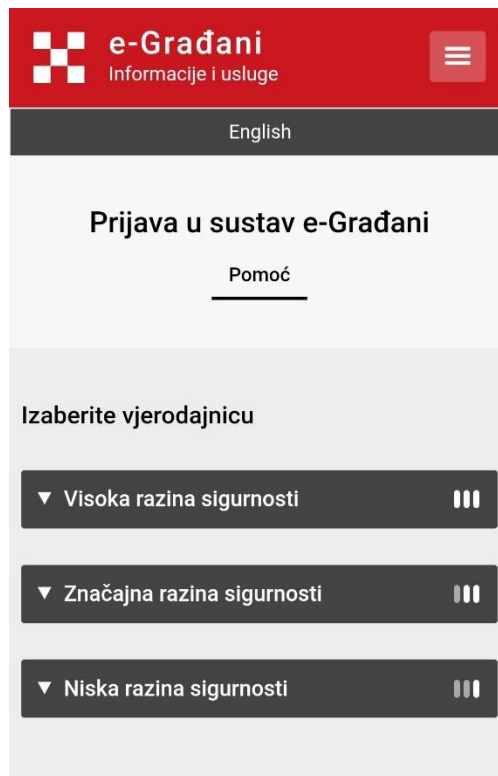 e-Građani
Informacije i usluge
English
Prijava u sustav e-Građani
Pomoć
Izaberite vjerodajnicu
Visoka razina sigurnosti
Značajna razina sigurnosti
Niska razina sigurnosti